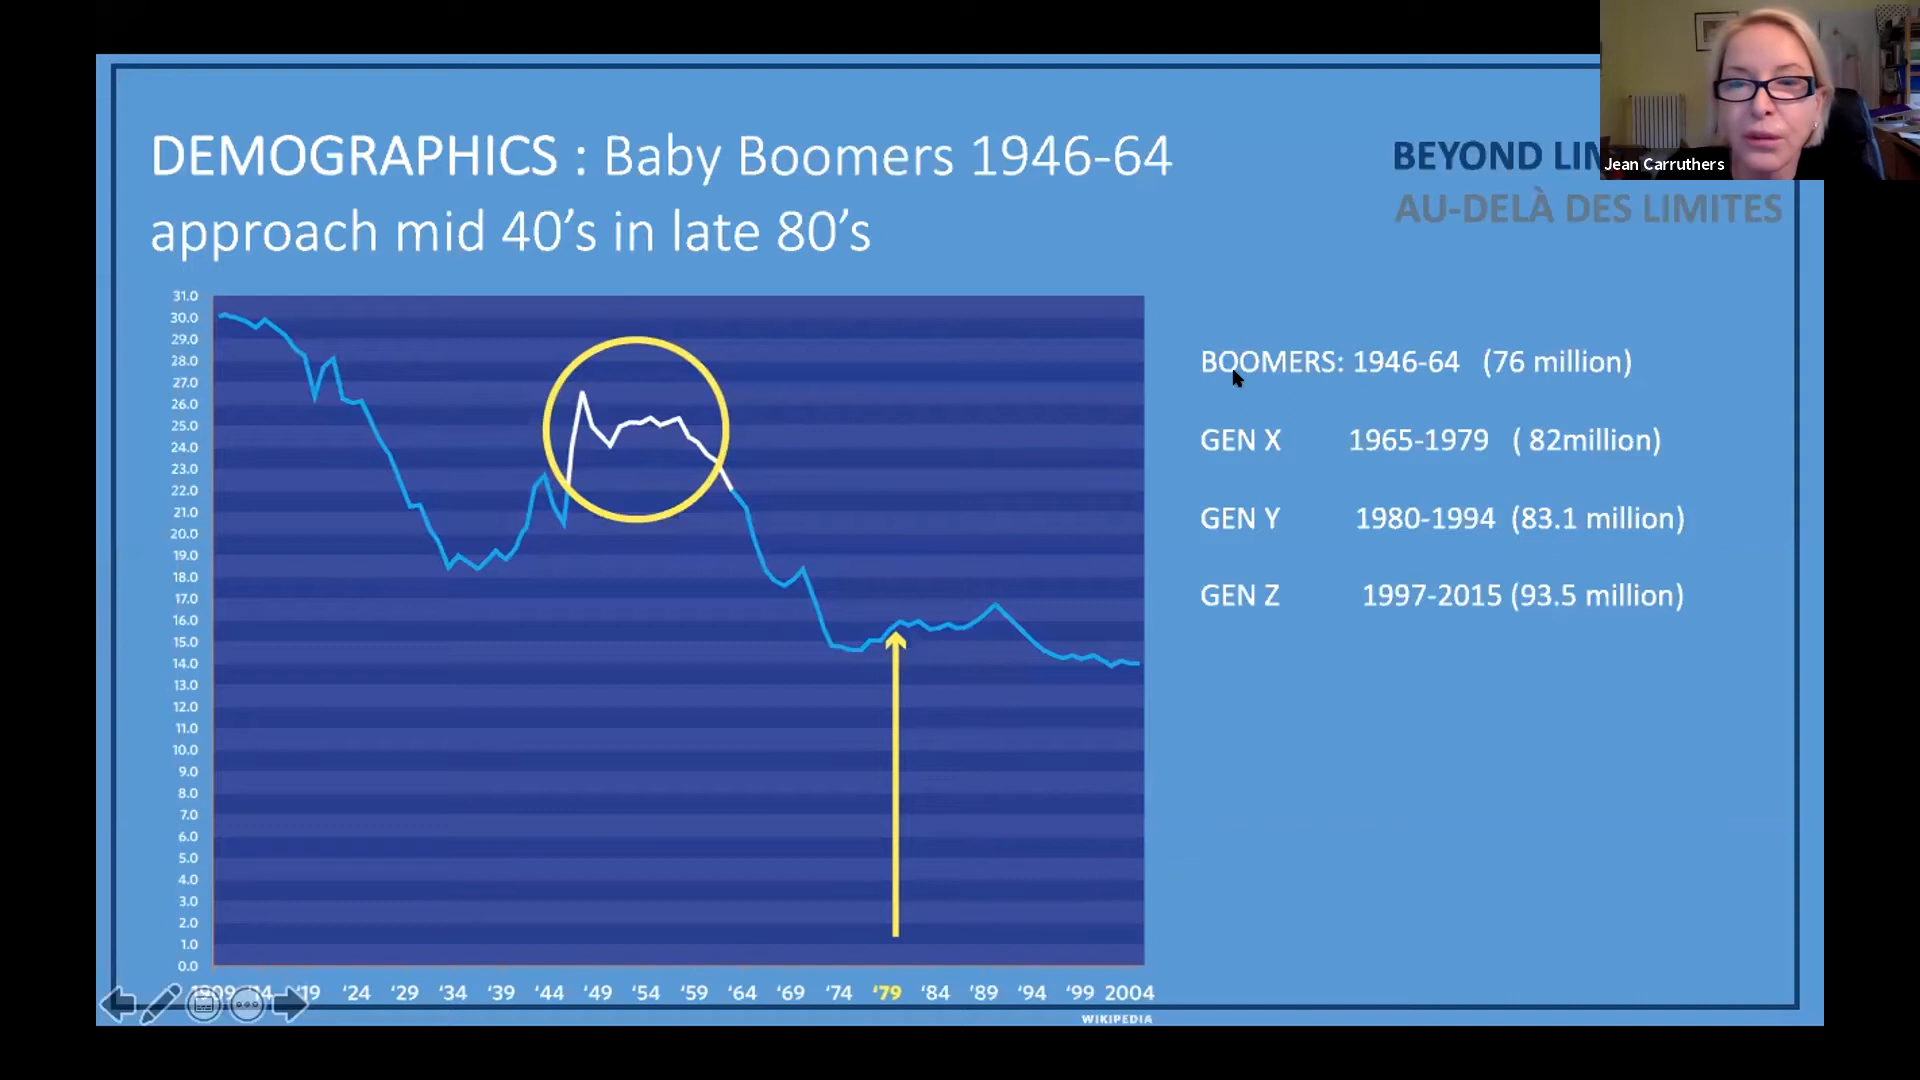 DEMOGRAPHICS : Baby Boomers 1946-64
approach mid 40’s in late 80’s
BEYOND
AU-DELÀ DES LIMITES
Jean Carruthers
31.0
30.0
29.0
28.0
27.0
26.0
25.0
24.0
23.0
22.0
21.0
20.0
19.0
18.0
17.0
16.0
15.0
14.0
13.0
12.0
11.0
10.0
9.0
8.0
7.0
6.0
5.0
4.0
3.0
2.0
1.0
0.0
1909 ‘14 ‘19 ‘24 ‘29 ‘34 ‘39 ‘44 ‘49 ‘54 ‘59 ‘64 ‘69 ‘74 ‘79 ‘84 ‘89 ‘94 ‘99 2004
WIKIPEDIA
BOOMERS: 1946-64 (76 million)
GEN X 1965-1979 ( 82million)
GEN Y 1980-1994 (83.1 million)
GEN Z 1997-2015 (93.5 million)